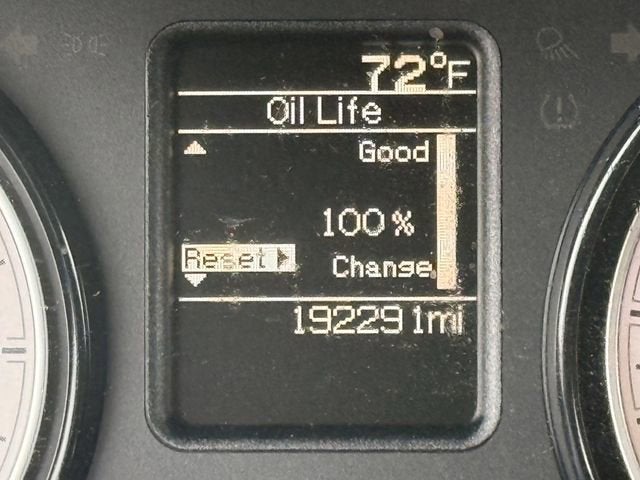 72°F
Oil Life
Good
100%
Reset
Change
192291mi